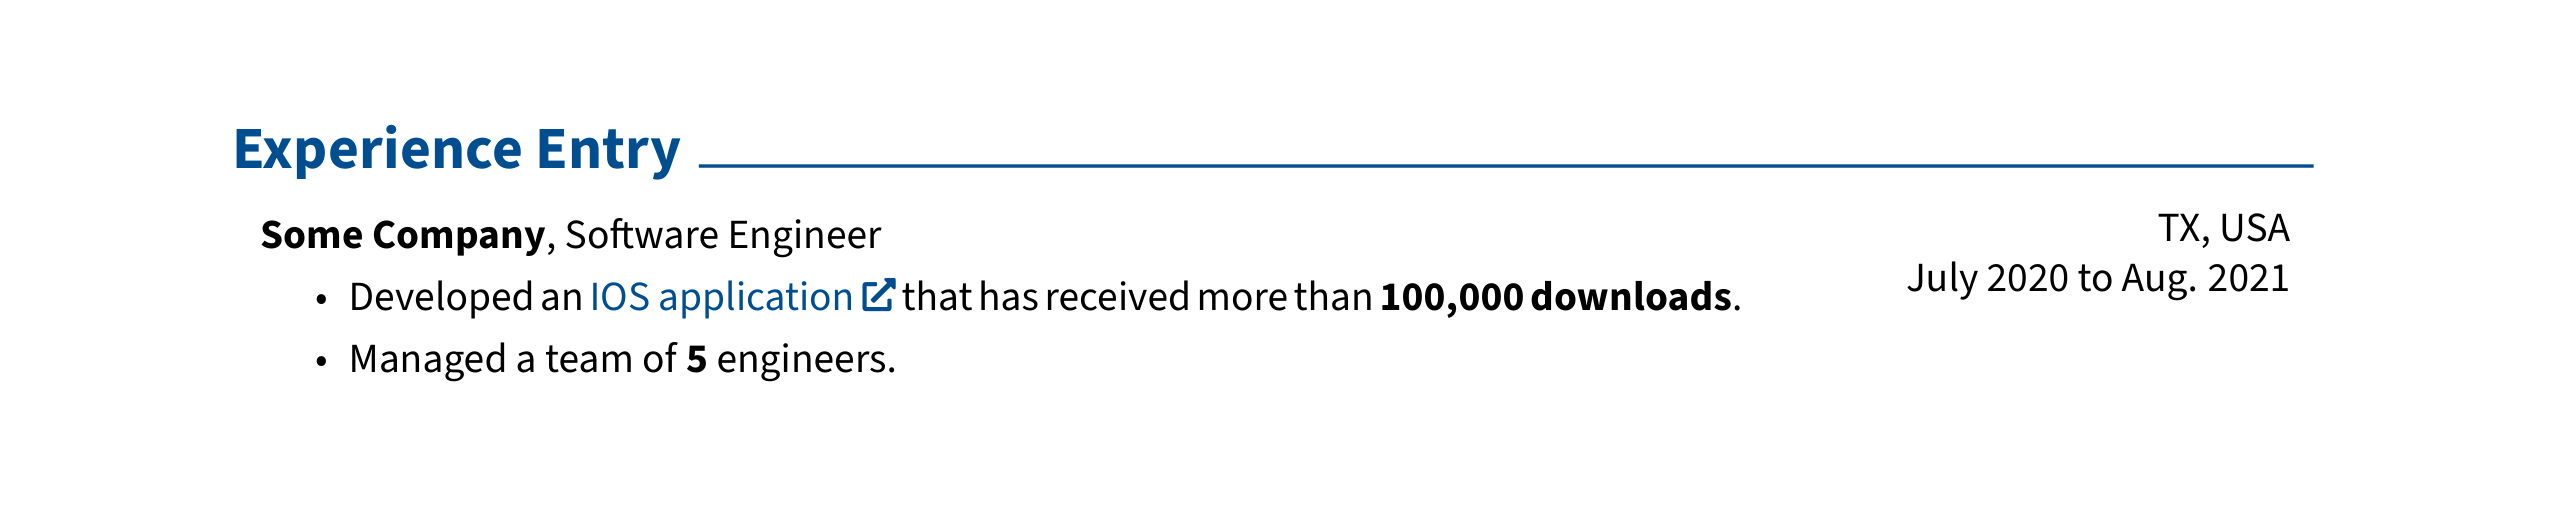 Experience Entry
Some Company, Software Engineer
TX, USA
July 2020 to Aug. 2021
• Developed an IOS application that has received more than 100,000 downloads.
• Managed a team of 5 engineers.